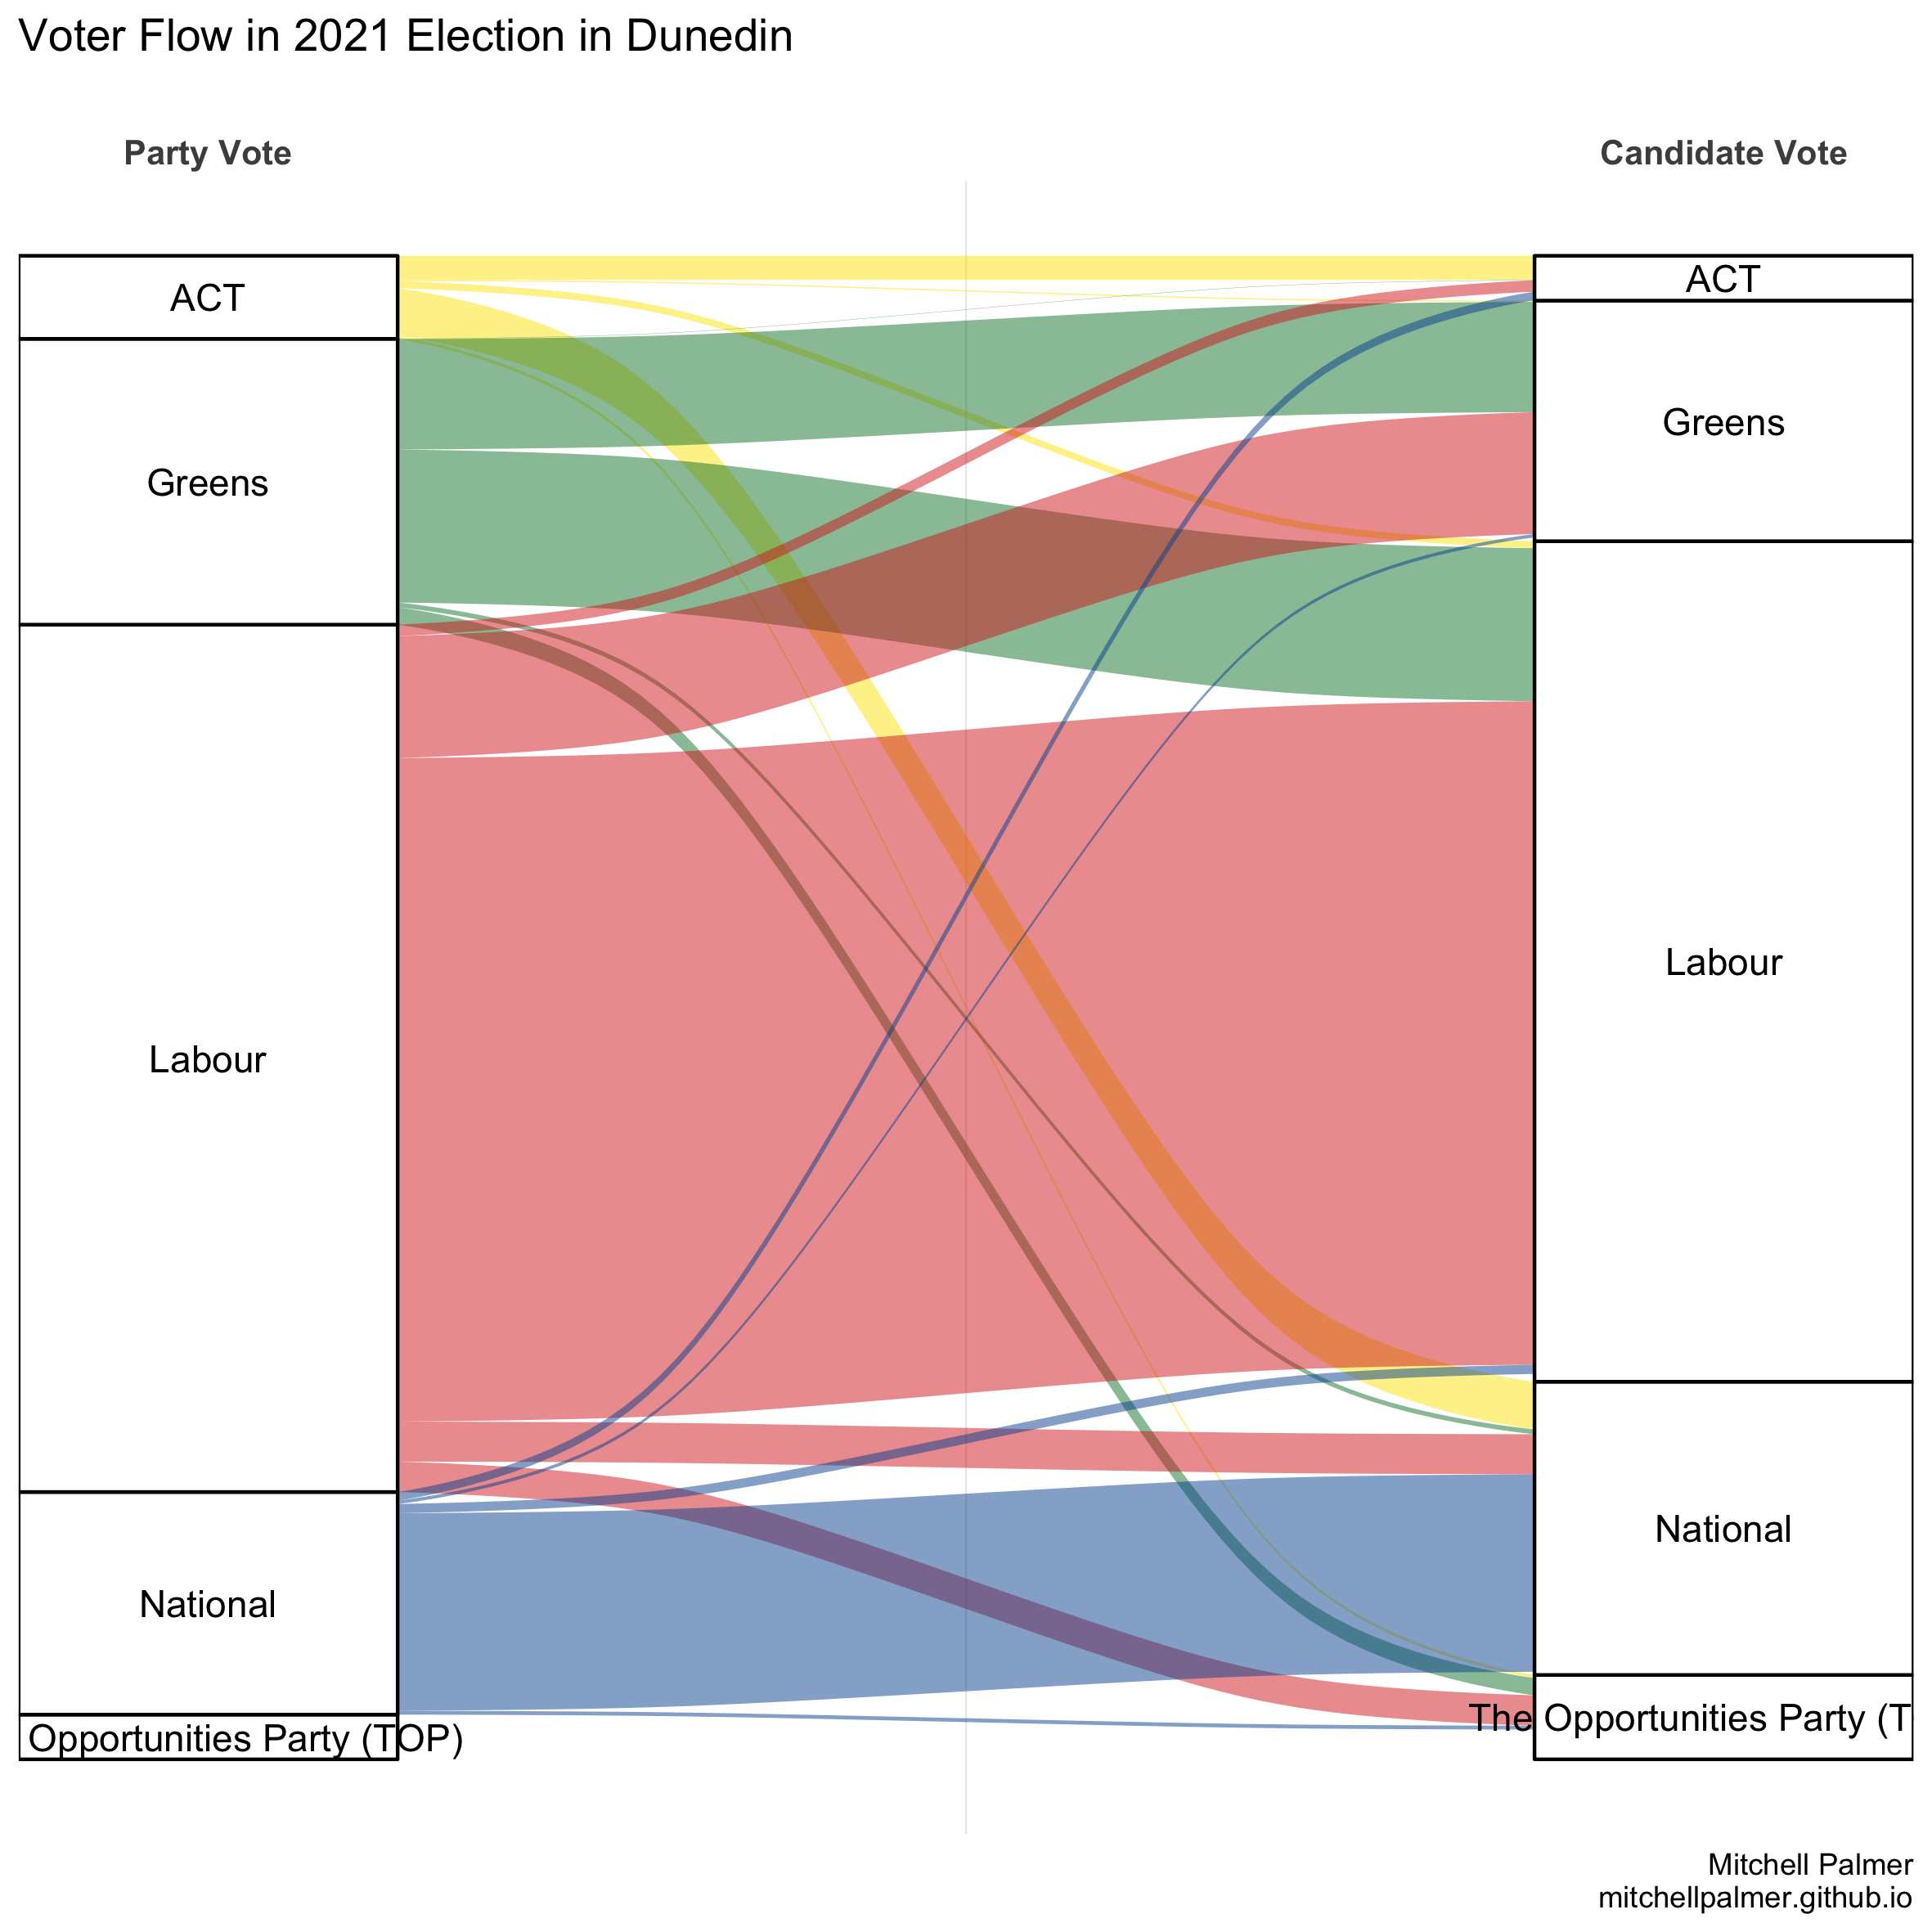 Voter Flow in 2021 Election in Dunedin
Party Vote
Candidate Vote
ACT
Greens
Labour
National
Opportunities Party (TOP)
ACT
Greens
Labour
National
The Opportunities Party (T
Mitchell Palmer
mitchellpalmer.github.io